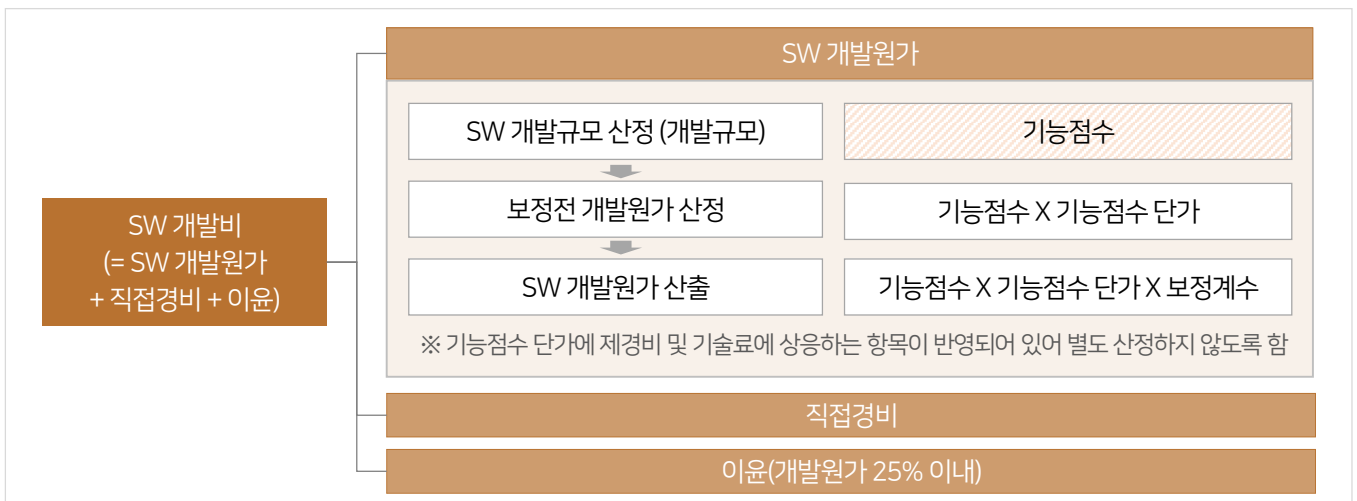 SW 개발원가
SW 개발규모 산정 (개발규모)
기능점수
보정전 개발원가 산정
기능점수 X 기능점수 단가
SW 개발원가 산출
기능점수 X 기능점수 단가 X 보정계수
※ 기능점수 단가에 제경비 및 기술료에 상응하는 항목이 반영되어 있어 별도 산정하지 않도록 함
SW 개발비
(= SW 개발원가
+ 직접경비 + 이윤)
직접경비
이윤(개발원가 25% 이내)